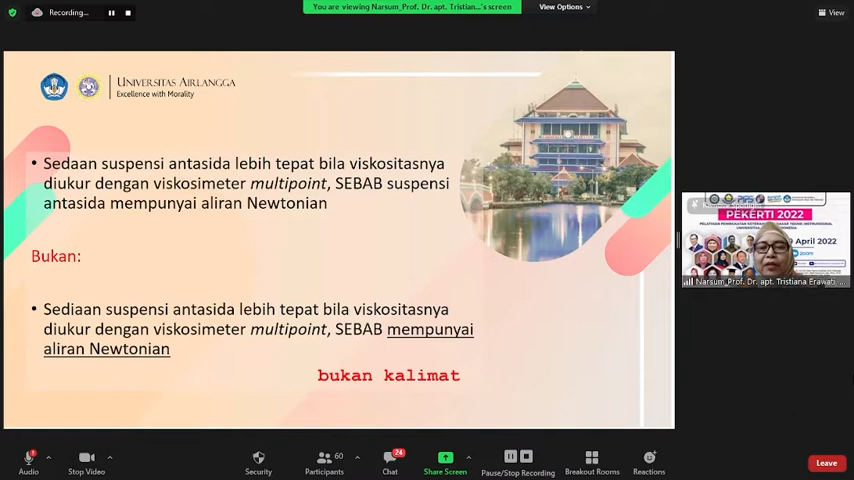 Recording...
You are viewing Narsum_Prof. Dr. apt. Tristian...'s screen
View Options
View
UNIVERSITAS AIRLANGGA
Excellence with Morality
• Sedaan suspensi antasida lebih tepat bila viskositasnya
diukur dengan viskosimeter multipoint, SEBAB suspensi
antasida mempunyai aliran Newtonian
Bukan:
• Sediaan suspensi antasida lebih tepat bila viskositasnya
diukur dengan viskosimeter multipoint, SEBAB mempunyai
aliran Newtonian
bukan kalimat
PEKERTI 2022
April 2022
zoom
Narsum_Prof. Dr. apt. Tristiana Erawati,...
Audio
Stop Video
Security
60
Participants
24
Chat
Share Screen
Pause/Stop Recording
Breakout Rooms
Reactions
Leave